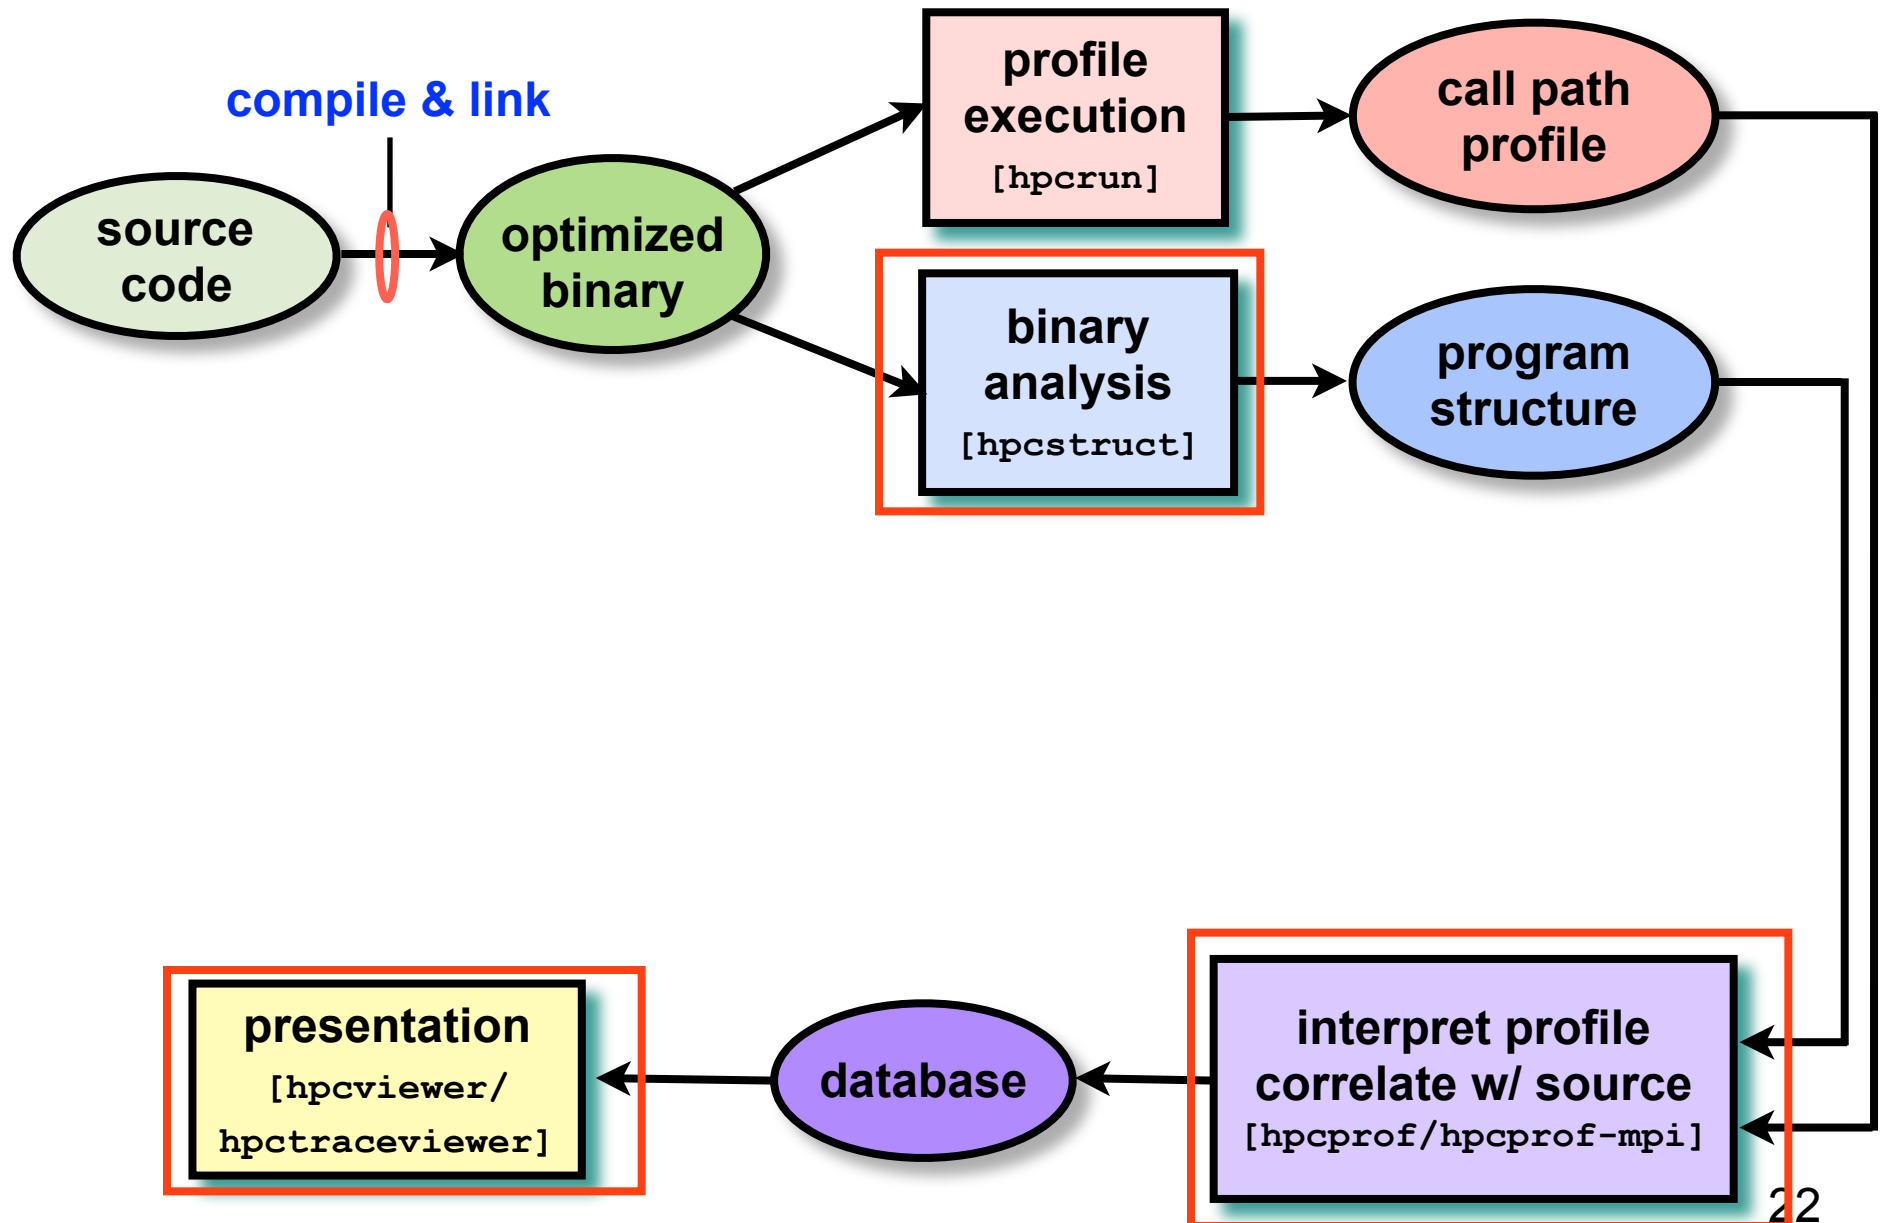 compile & link
source
code
optimized
binary
profile
execution
[hpcrun]
call path
profile
binary
analysis
[hpcstruct]
program
structure
interpret profile
correlate w/ source
[hpcprof/hpcprof-mpi]
database
presentation
[hpcviewer/
hpctraceviewer]
22